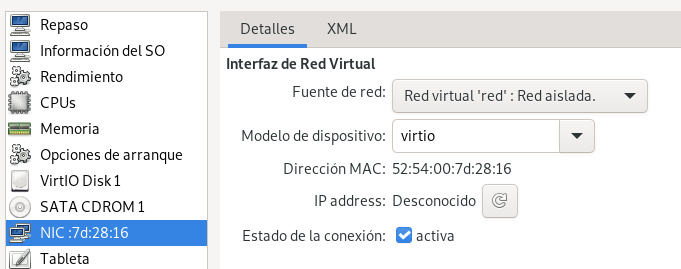 Repaso
Información del SO
Rendimiento
CPUs
Memoria
Opciones de arranque
VirtIO Disk 1
SATA CDROM 1
NIC :7d:28:16
Tableta
Detalles XML
Interfaz de Red Virtual
Fuente de red: Red virtual 'red' : Red aislada.
Modelo de dispositivo: virtio
Dirección MAC: 52:54:00:7d:28:16
IP address: Desconocido
Estado de la conexión: activa